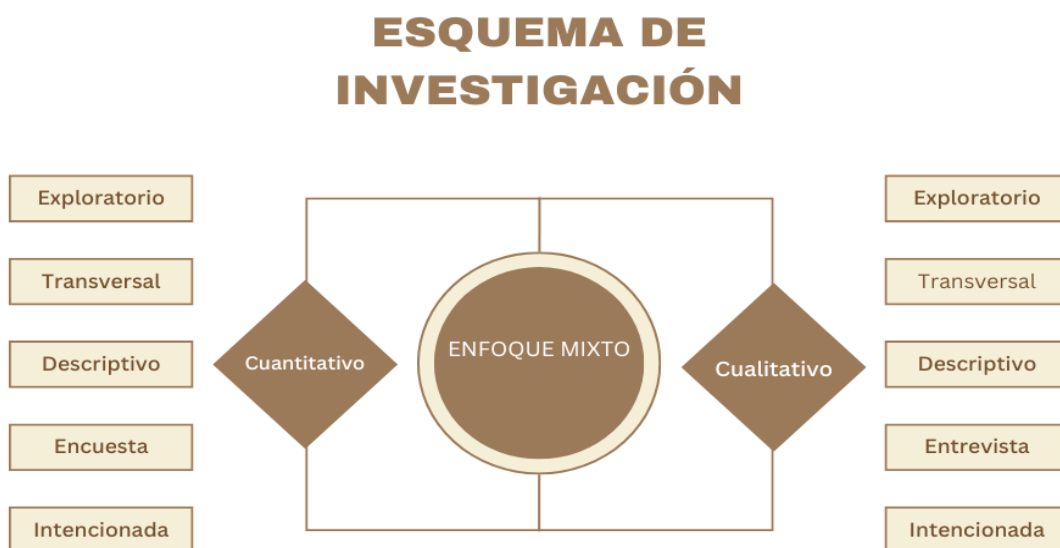 ESQUEMA DE
INVESTIGACIÓN
Exploratorio
Transversal
Descriptivo
Encuesta
Intencionada
Cuantitativo
ENFOQUE MIXTO
Cualitativo
Exploratorio
Transversal
Descriptivo
Entrevista
Intencionada